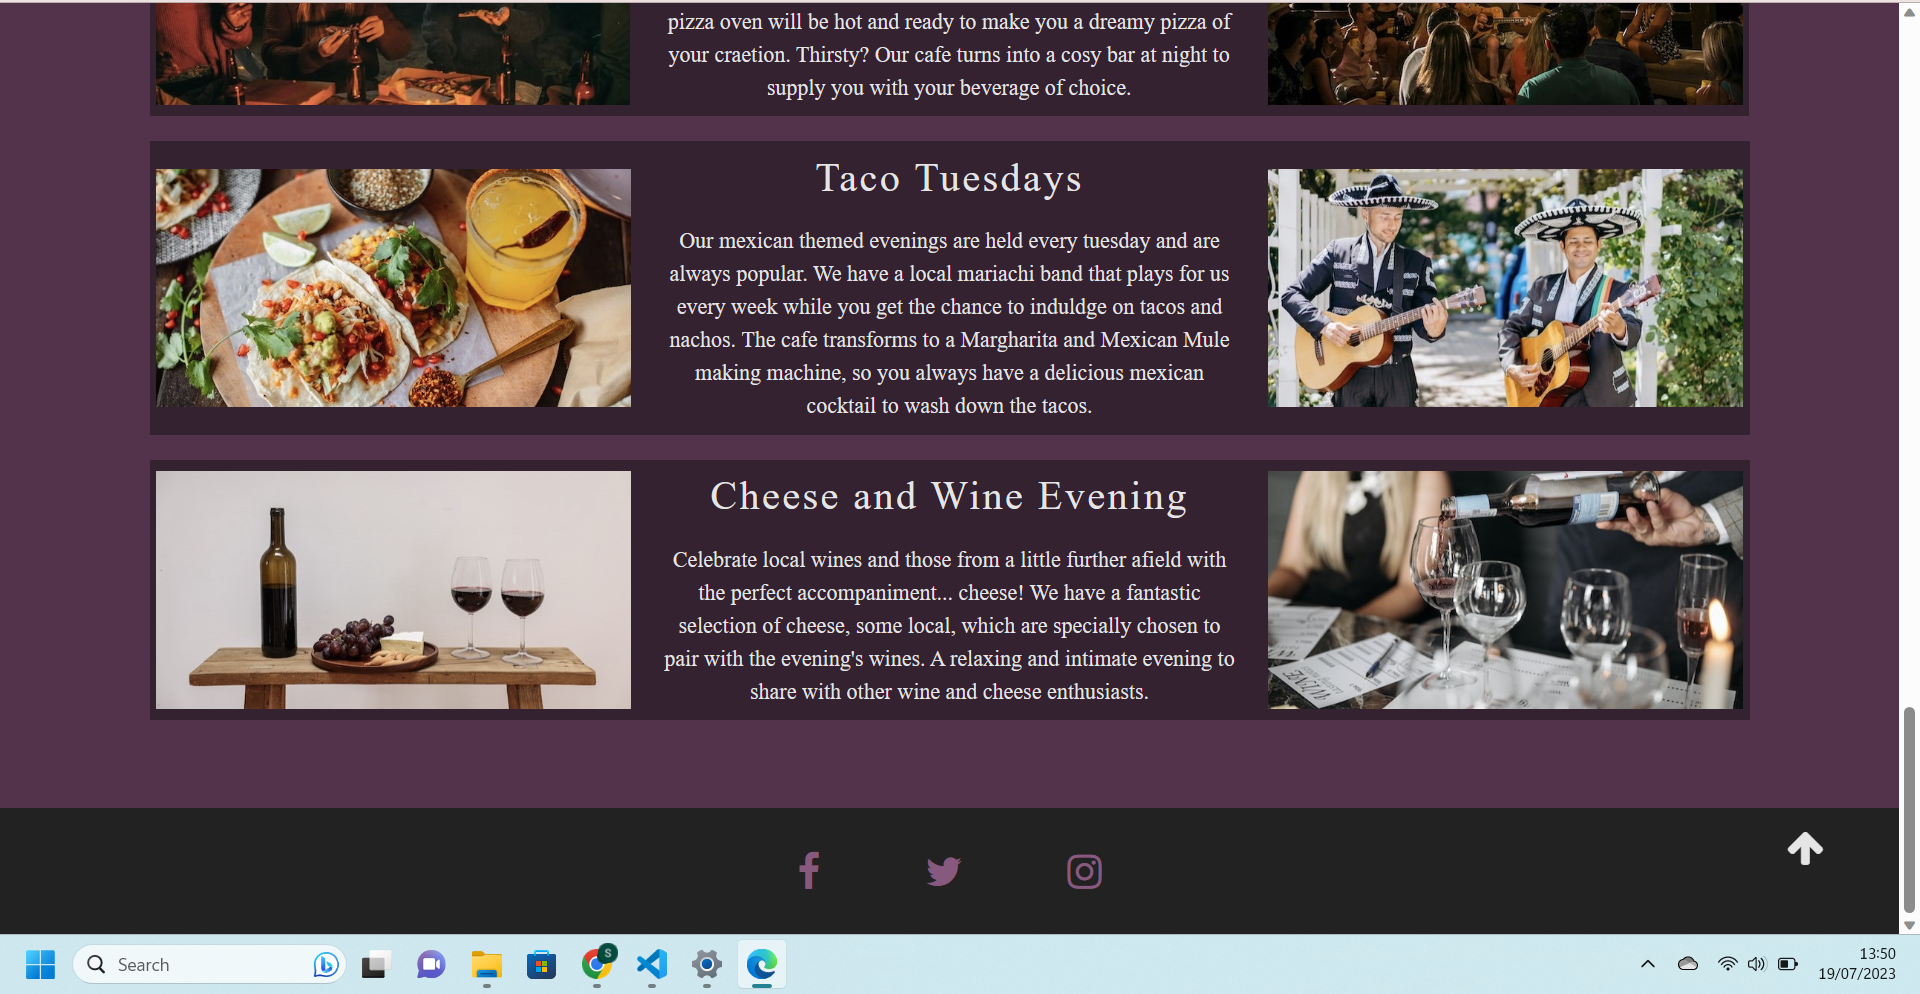 pizza oven will be hot and ready to make you a dreamy pizza of
your craetion. Thirsty? Our cafe turns into a cosy bar at night to
supply you with your beverage of choice.
Taco Tuesdays
Our mexican themed evenings are held every tuesday and are
always popular. We have a local mariachi band that plays for us
every week while you get the chance to induldge on tacos and
nachos. The cafe transforms to a Margharita and Mexican Mule
making machine, so you always have a delicious mexican
cocktail to wash down the tacos.
Cheese and Wine Evening
Celebrate local wines and those from a little further afield with
the perfect accompaniment... cheese! We have a fantastic
selection of cheese, some local, which are specially chosen to
pair with the evening's wines. A relaxing and intimate evening to
share with other wine and cheese enthusiasts.
Search
S
13:50
19/07/2023